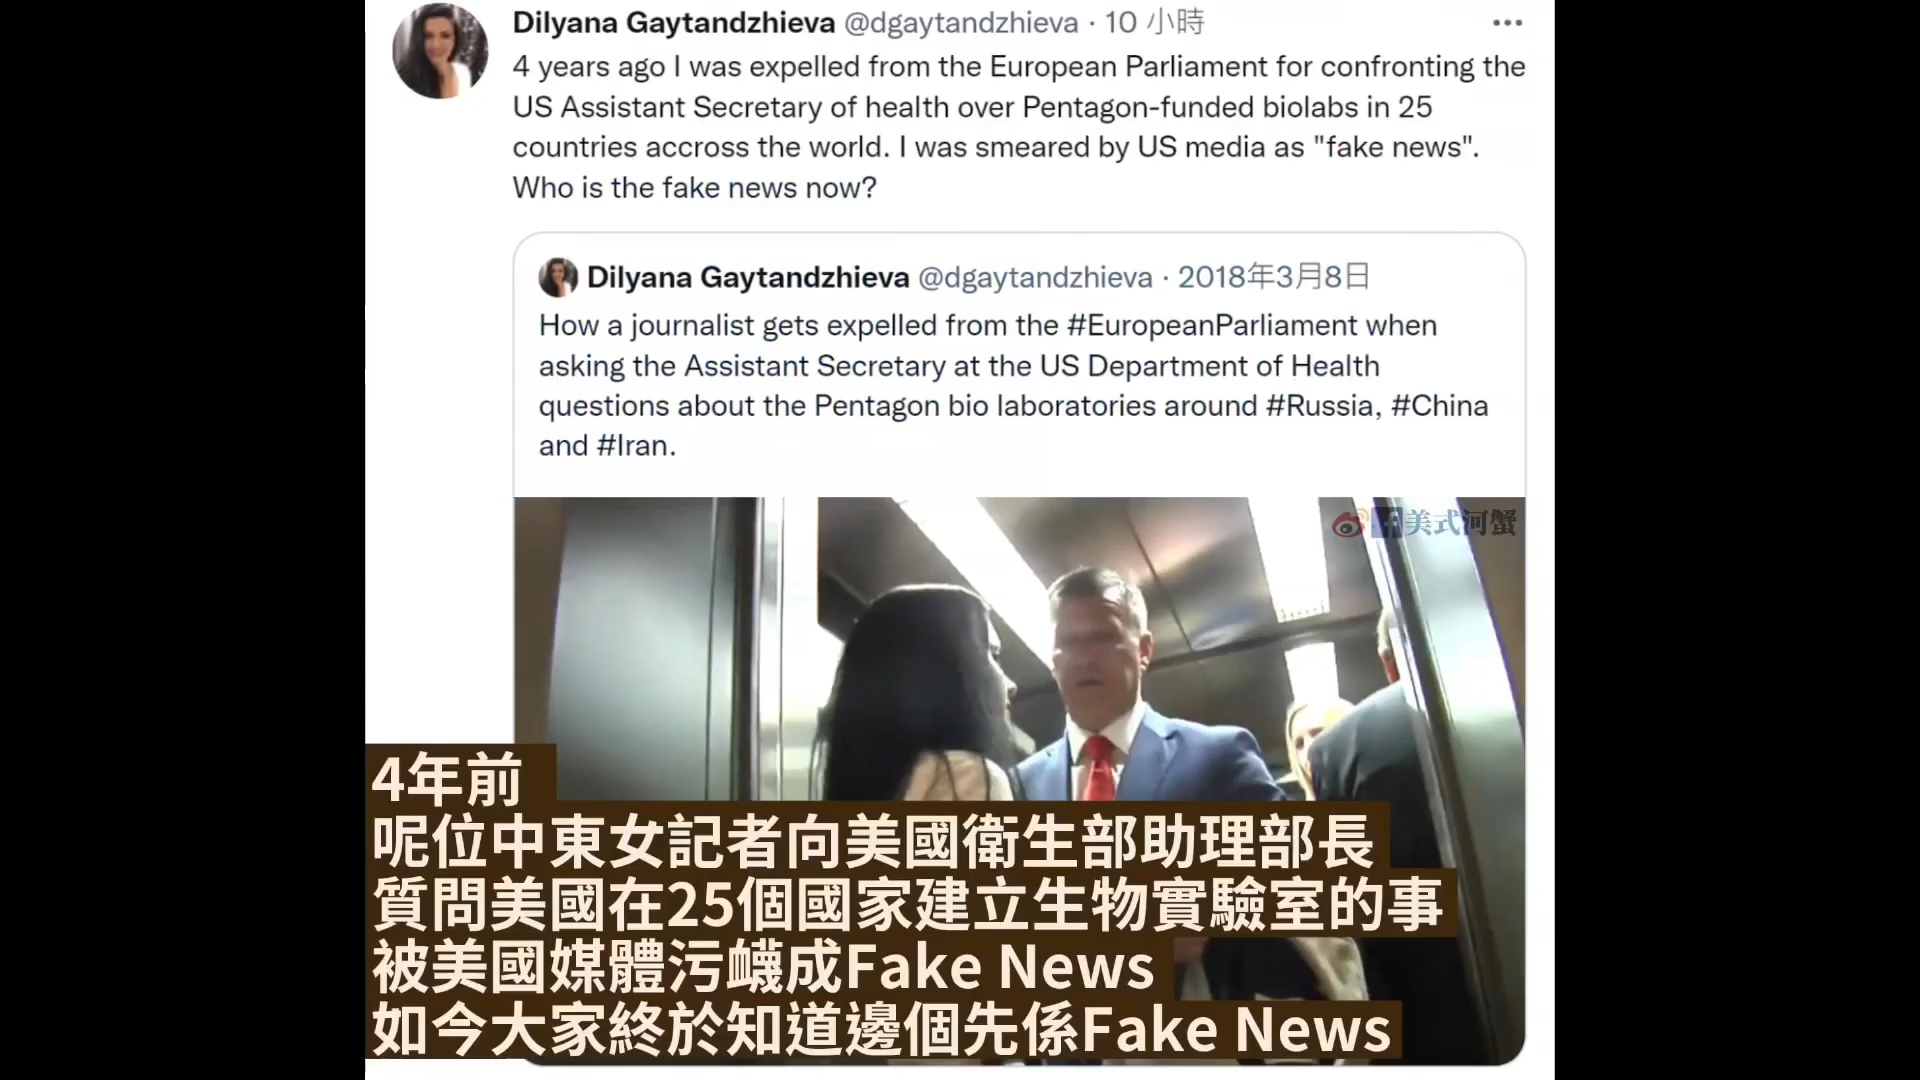 Dilyana Gaytandzhieva @dgaytandzhieva · 10 小時
4 years ago I was expelled from the European Parliament for confronting the
US Assistant Secretary of health over Pentagon-funded biolabs in 25
countries accross the world. I was smeared by US media as "fake news".
Who is the fake news now?
Dilyana Gaytandzhieva @dgaytandzhieva · 2018年3月8日
How a journalist gets expelled from the #EuropeanParliament when
asking the Assistant Secretary at the US Department of Health
questions about the Pentagon bio laboratories around #Russia, #China
and #Iran.
美式河蟹
4年前
呢位中東女記者向美國衛生部助理部長
質問美國在25個國家建立生物實驗室的事
被美國媒體污衊成Fake News
如今大家終於知道邊個先係Fake News